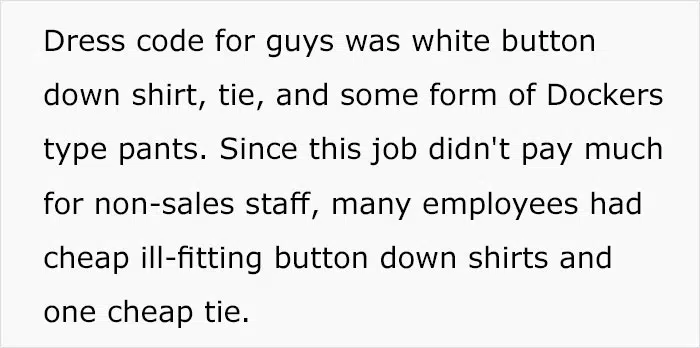 Dress code for guys was white button
down shirt, tie, and some form of Dockers
type pants. Since this job didn't pay much
for non-sales staff, many employees had
cheap ill-fitting button down shirts and
one cheap tie.